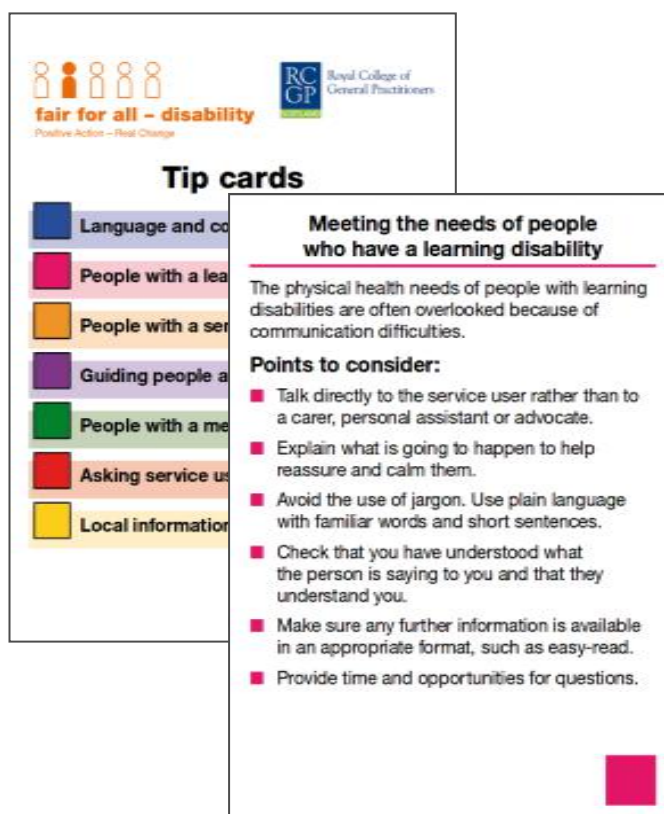 fair for all – disability
Positive Action – Real Change
RC
GP
SCOTLAND
Royal College of
General Practitioners
Tip cards
Language and co
People with a lea
People with a ser
Guiding people a
People with a me
Asking service us
Local information
Meeting the needs of people
who have a learning disability
The physical health needs of people with learning
disabilities are often overlooked because of
communication difficulties.
Points to consider:
Talk directly to the service user rather than to
a carer, personal assistant or advocate.
Explain what is going to happen to help
reassure and calm them.
Avoid the use of jargon. Use plain language
with familiar words and short sentences.
Check that you have understood what
the person is saying to you and that they
understand you.
Make sure any further information is available
in an appropriate format, such as easy-read.
Provide time and opportunities for questions.